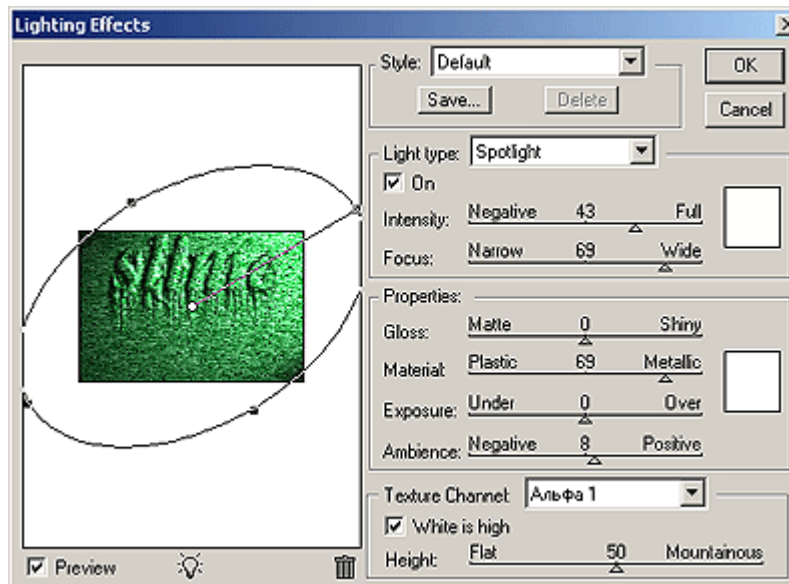 Lighting Effects
Style: Default
OK
Save... Delete
Cancel
Light type: Spotlight
On
Intensity: Negative 43 Full
Focus: Narrow 69 Wide
Properties:
Gloss: Matte 0 Shiny
Material: Plastic 69 Metallic
Exposure: Under 0 Over
Ambience: Negative 8 Positive
Texture Channel: Альфа 1
White is high
Height: Flat 50 Mountainous
Preview